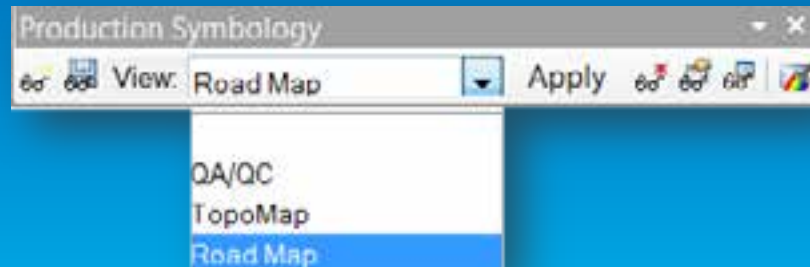 Production Symbology
View: Road Map Apply
QA/QC
TopoMap
Road Map